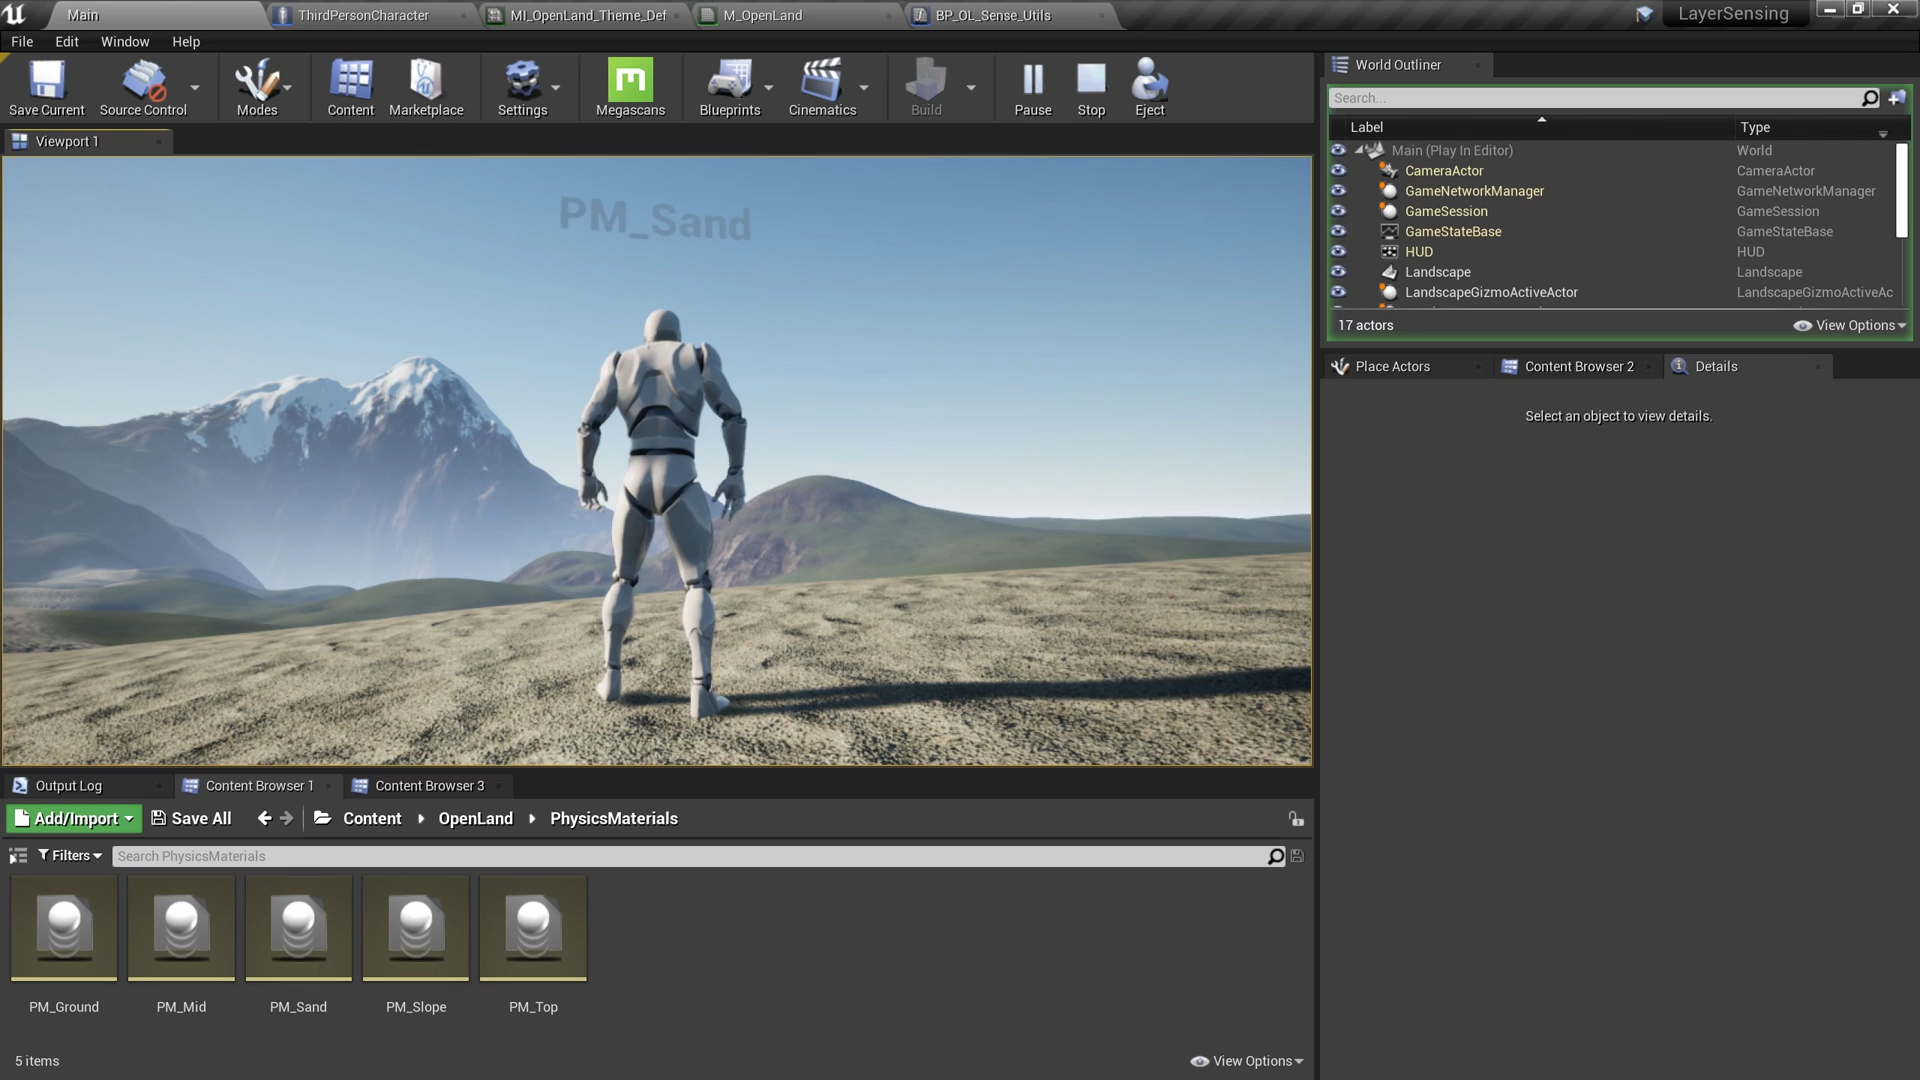 Main
ThirdPersonCharacter
MI_OpenLand_Theme_Def
M_OpenLand
BP_OL_Sense_Utils
LayerSensing
File Edit Window Help
Save Current
Source Control
Modes
Content
Marketplace
Settings
Megascans
Blueprints
Cinematics
Build
Pause
Stop
Eject
World Outliner
Search...
Label Type
Main (Play In Editor) World
CameraActor CameraActor
GameNetworkManager GameNetworkManager
GameSession GameSession
GameStateBase GameStateBase
HUD HUD
Landscape Landscape
LandscapeGizmoActiveActor LandscapeGizmoActiveAc
17 actors View Options
Viewport 1
PM_Sand
Place Actors
Content Browser 2
Details
Select an object to view details.
Output Log
Content Browser 1
Content Browser 3
Add/Import Save All Content OpenLand PhysicsMaterials
Filters Search PhysicsMaterials
PM_Ground
PM_Mid
PM_Sand
PM_Slope
PM_Top
5 items View Options